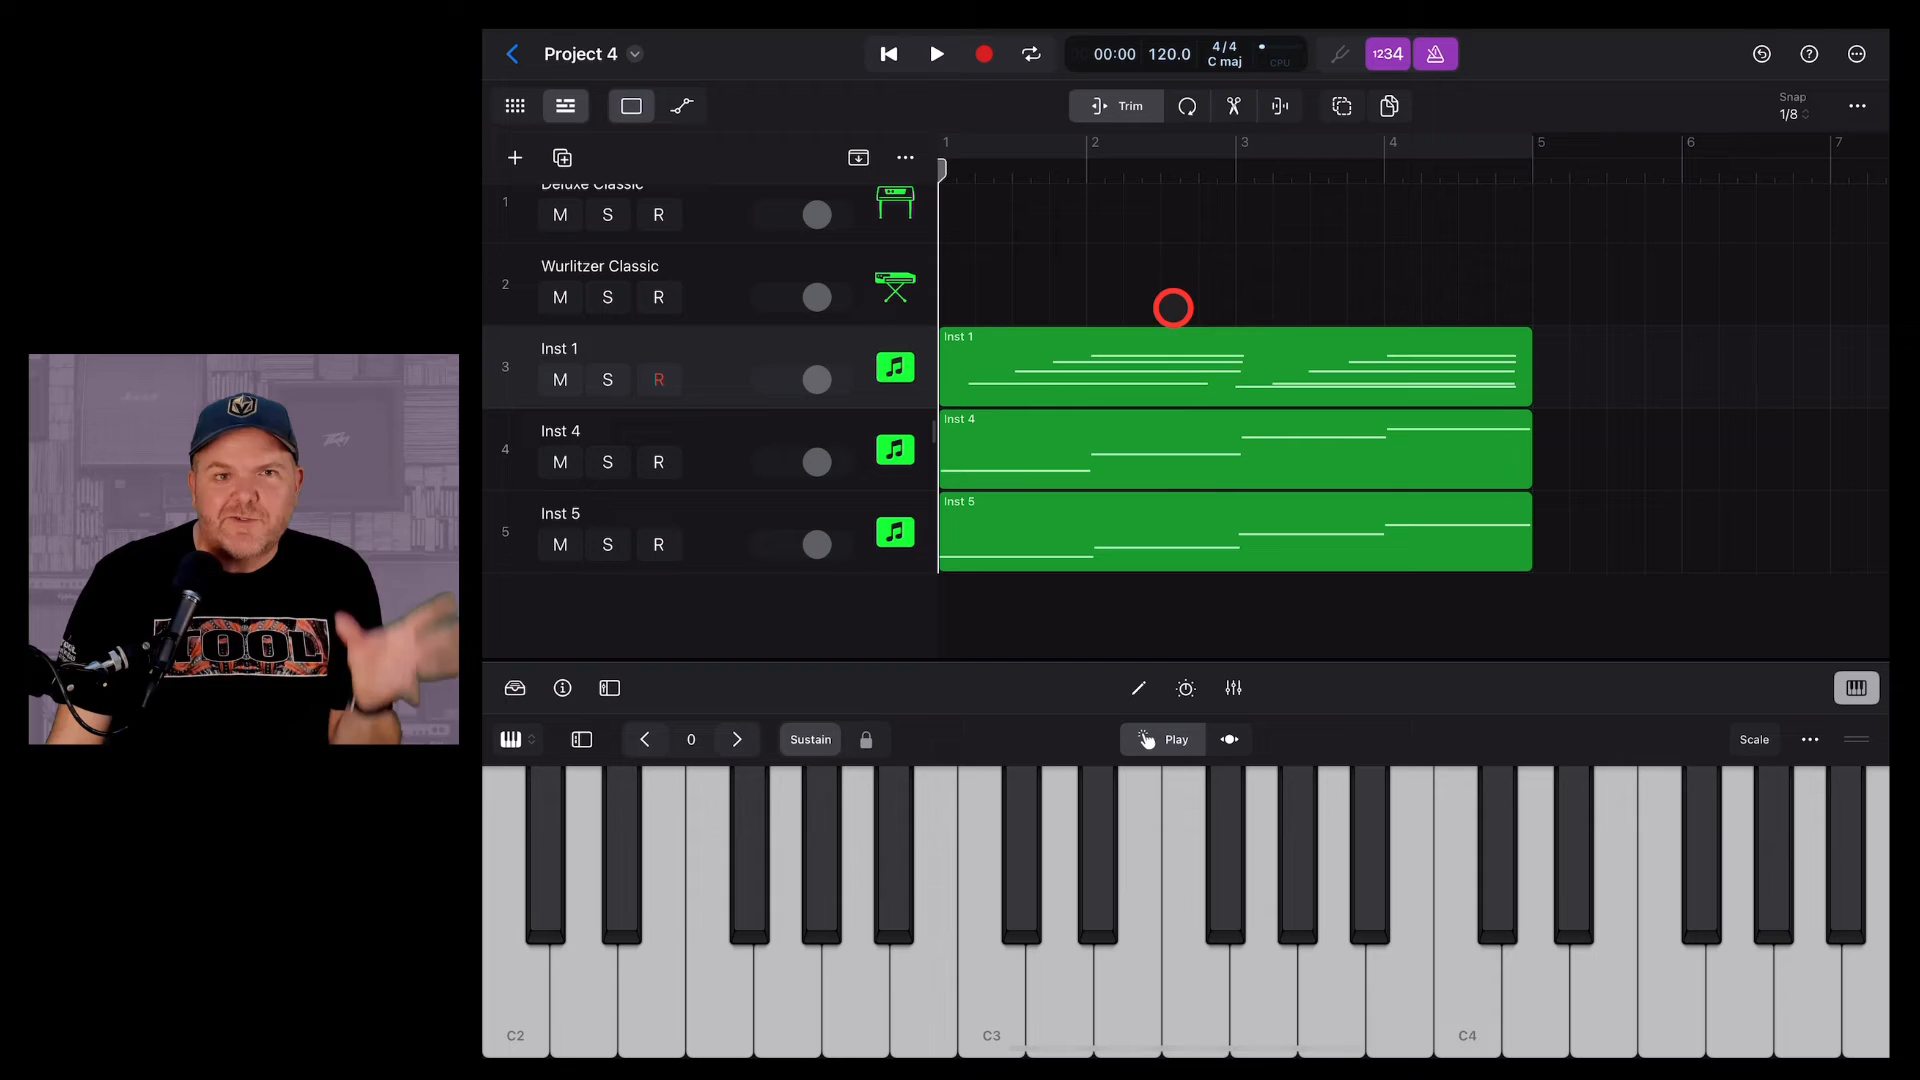 Project 4
00:00
120.0
4/4
C maj
CPU
1234
Trim
Snap
1/8
1
2
3
4
5
6
7
1
Deluxe Classic
M
S
R
2
Wurlitzer Classic
M
S
R
3
Inst 1
M
S
R
4
Inst 4
M
S
R
5
Inst 5
M
S
R
Inst 1
Inst 4
Inst 5
0
Sustain
Play
Scale
C2
C3
C4
TOOL
Peavey